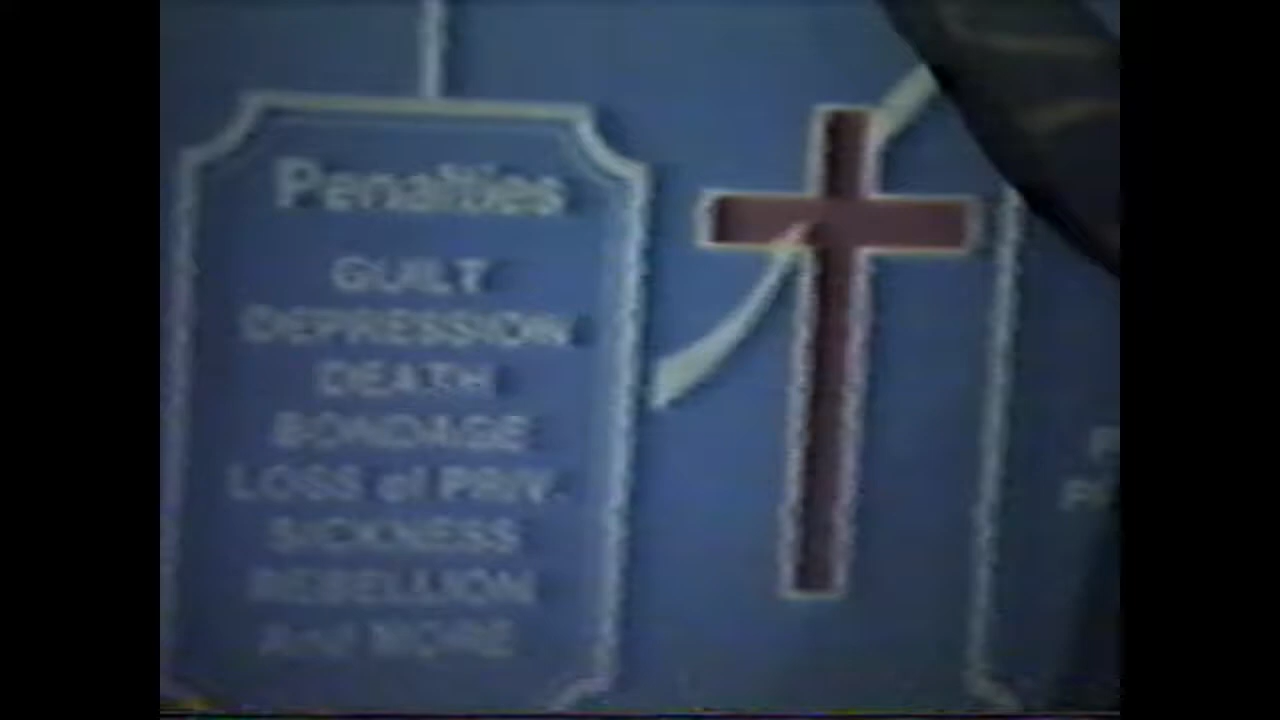 Penalties
GUILT
DEPRESSION
DEATH
BONDAGE
LOSS of PRIV.
SICKNESS
REBELLION
And MORE